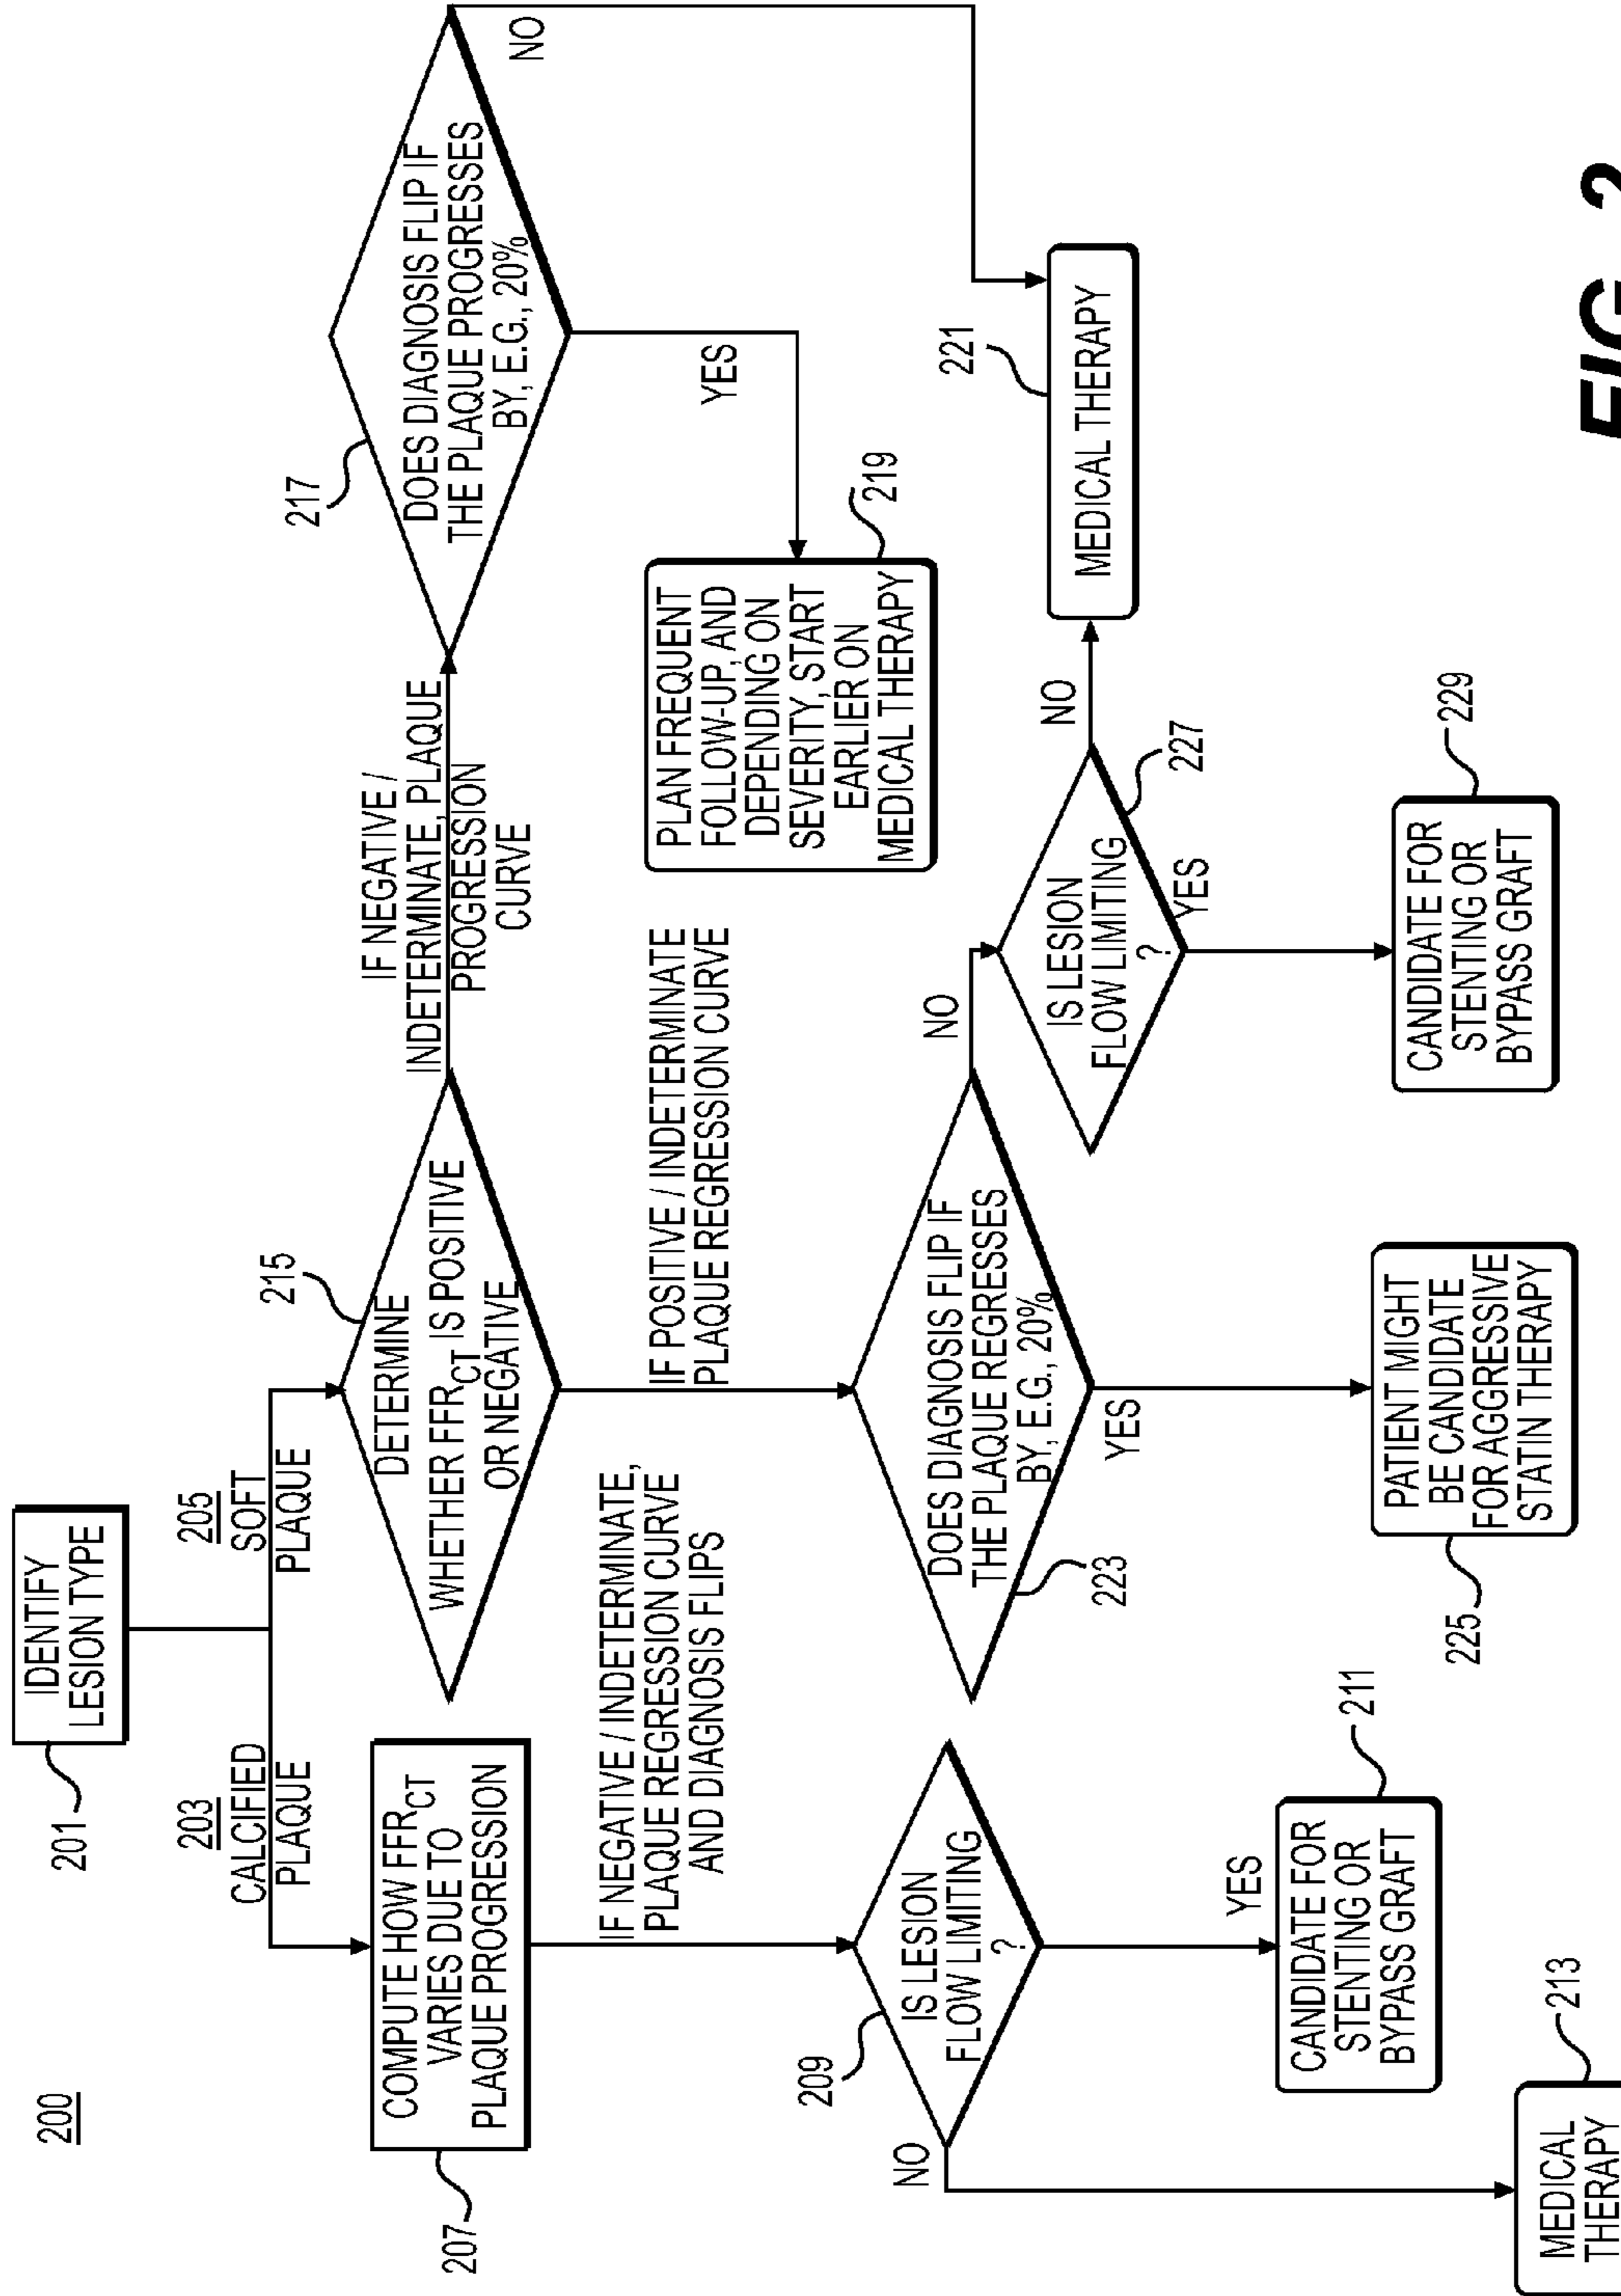 200
201
IDENTIFY
LESION TYPE
203
CALCIFIED
PLAQUE
205
SOFT
PLAQUE
207
COMPUTE HOW FFRCT
VARIES DUE TO
PLAQUE PROGRESSION
215
DETERMINE
WHETHER FFRCT IS POSITIVE
OR NEGATIVE
IF NEGATIVE /
INDETERMINATE, PLAQUE
PROGRESSION
CURVE
217
DOES DIAGNOSIS FLIP IF
THE PLAQUE PROGRESSES
BY, E.G., 20%
NO
YES
IF NEGATIVE / INDETERMINATE,
PLAQUE REGRESSION CURVE
AND DIAGNOSIS FLIPS
IF POSITIVE / INDETERMINATE
PLAQUE REGRESSION CURVE
PLAN FREQUENT
FOLLOW-UP, AND
DEPENDING ON
SEVERITY, START
EARLIER ON
MEDICAL THERAPY
219
209
IS LESION
FLOW LIMITING
?
NO
YES
223
DOES DIAGNOSIS FLIP IF
THE PLAQUE REGRESSES
BY, E.G., 20%
NO
YES
IS LESION
FLOW LIMITING
?
227
NO
YES
221
MEDICAL THERAPY
CANDIDATE FOR
STENTING OR
BYPASS GRAFT
211
225
PATIENT MIGHT
BE CANDIDATE
FOR AGGRESSIVE
STATIN THERAPY
CANDIDATE FOR
STENTING OR
BYPASS GRAFT
229
MEDICAL
THERAPY
213
FIG. 2